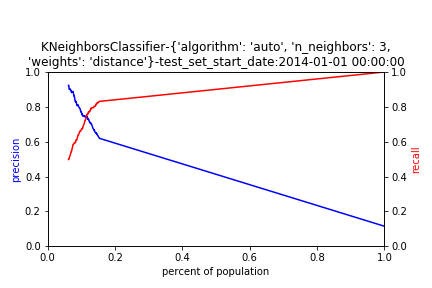 KNeighborsClassifier-{'algorithm': 'auto', 'n_neighbors': 3,
'weights': 'distance'}-test_set_start_date:2014-01-01 00:00:00
1.0
0.8
0.6
0.4
0.2
0.0
precision
1.0
0.8
0.6
0.4
0.2
0.0
recall
0.0 0.2 0.4 0.6 0.8 1.0
percent of population